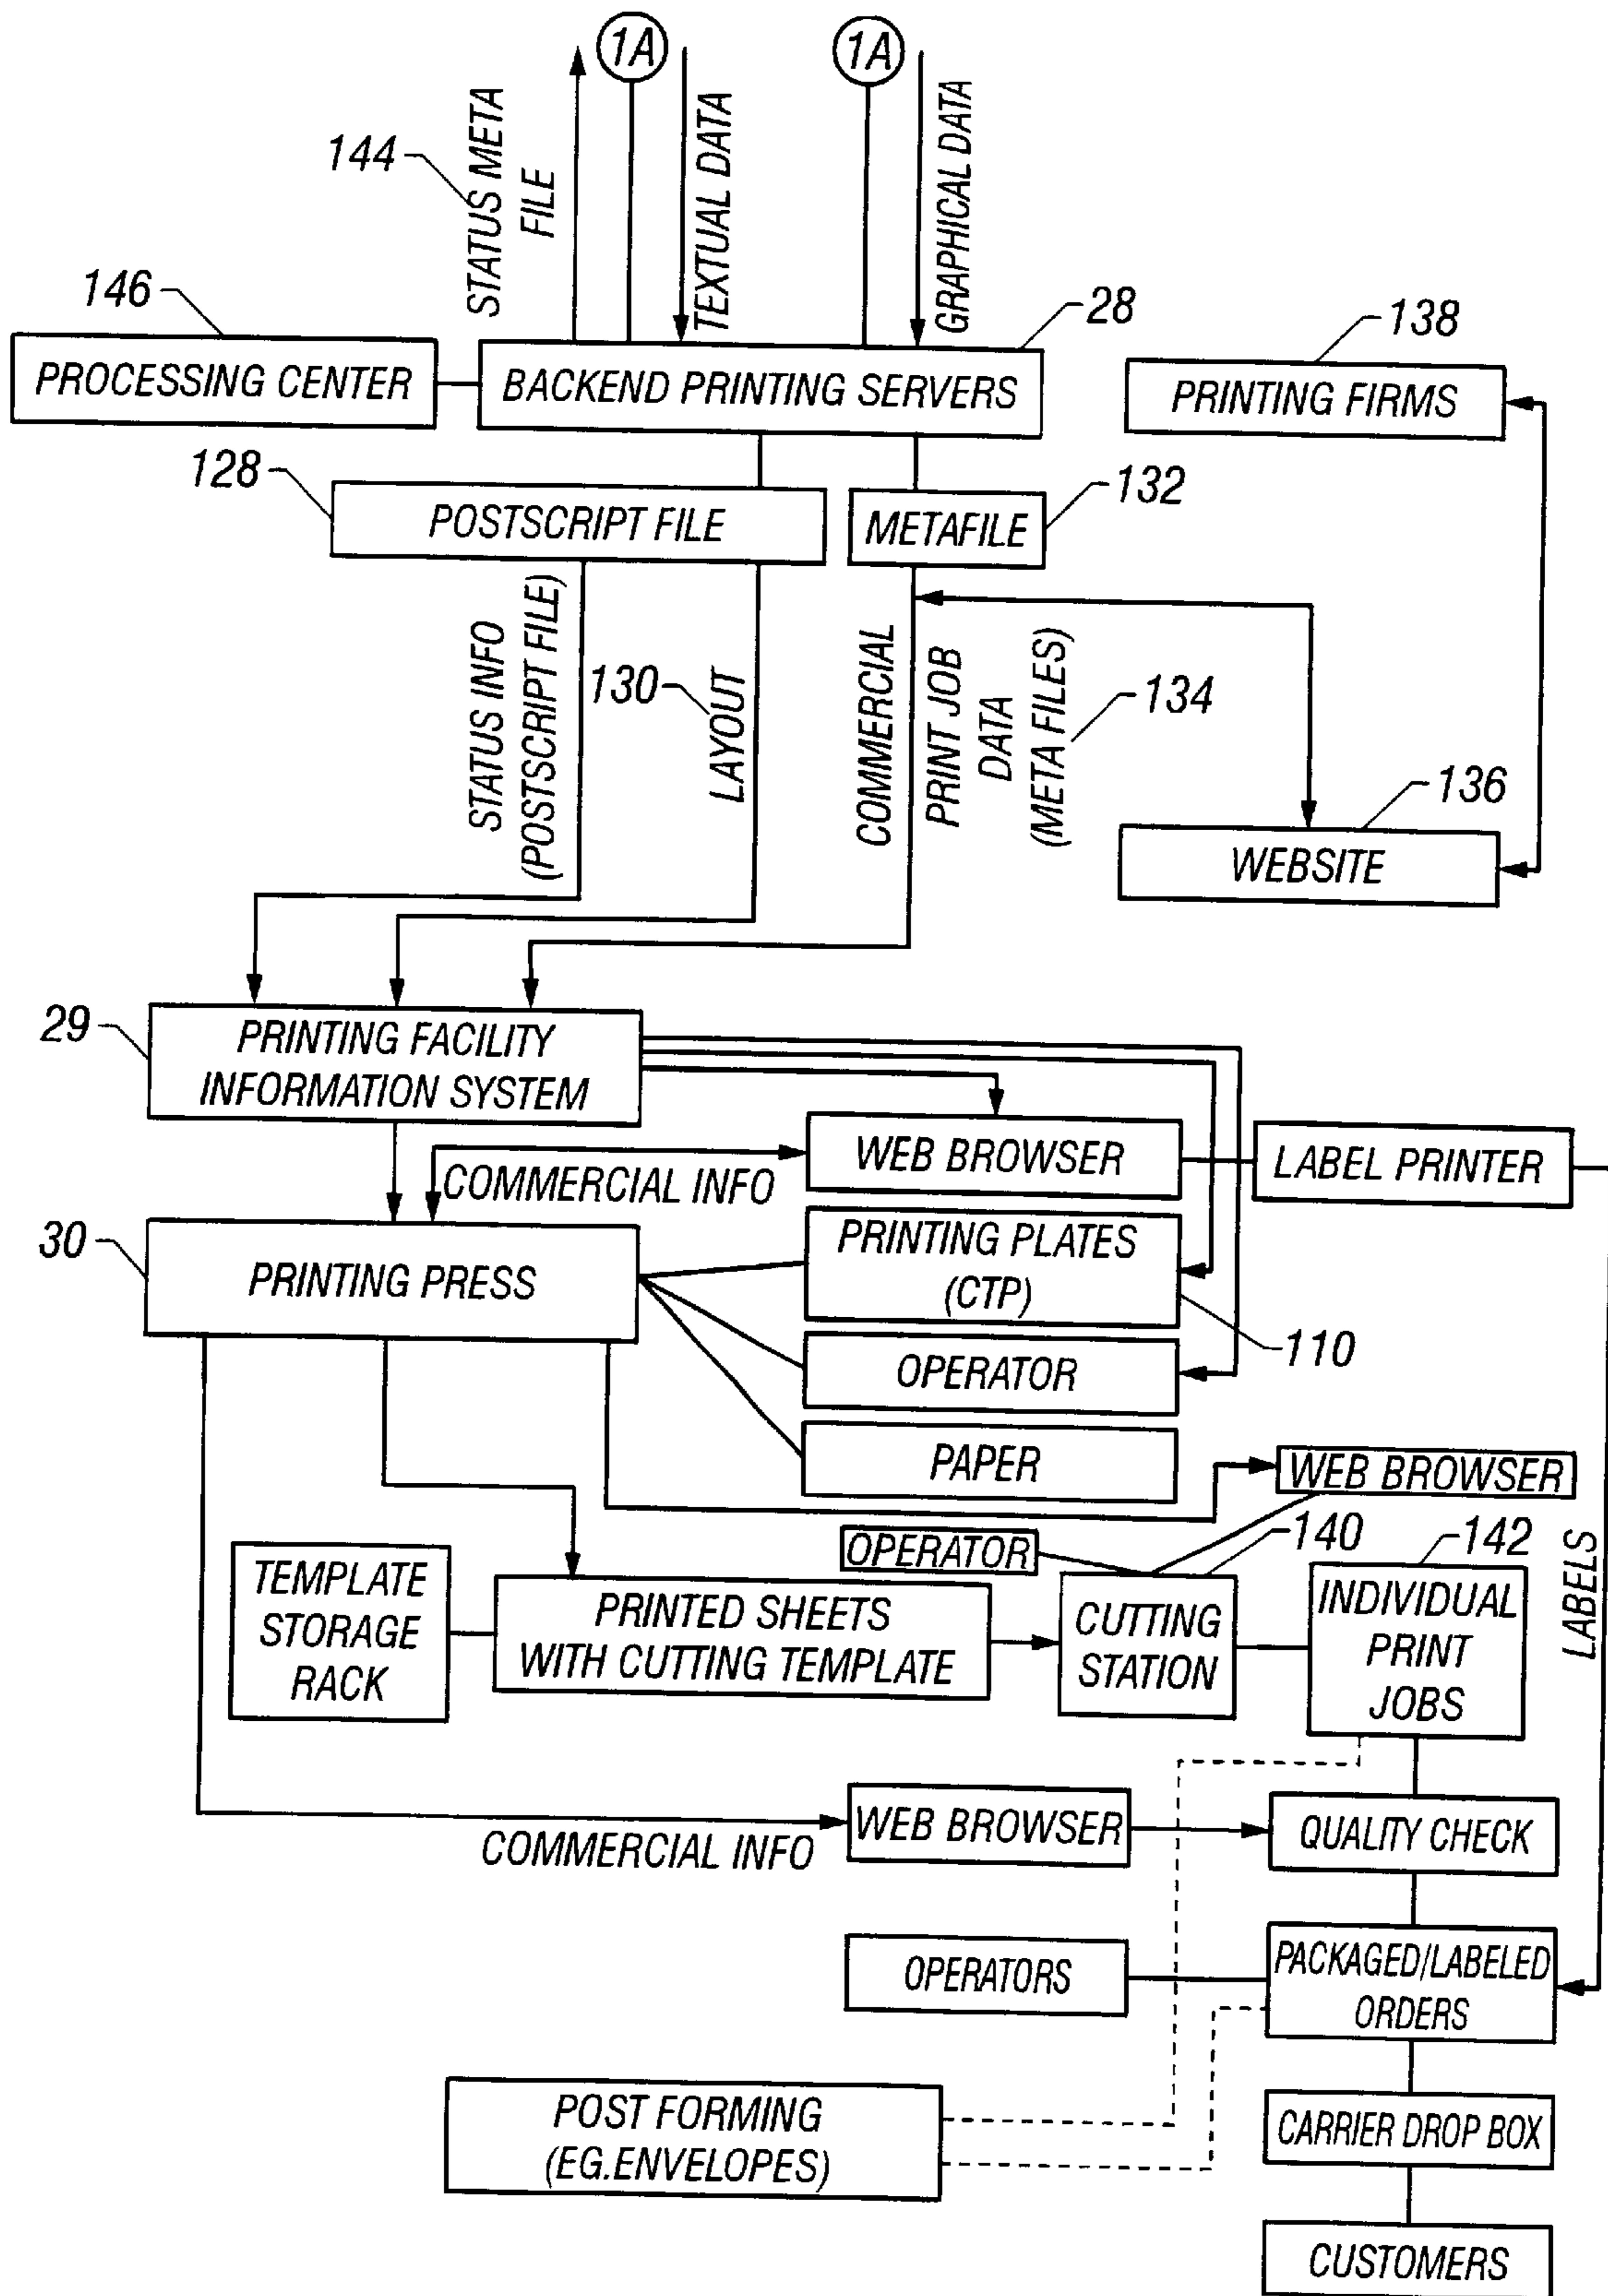 1A
1A
144
STATUS META
FILE
TEXTUAL DATA
GRAPHICAL DATA
146
28
138
PROCESSING CENTER
BACKEND PRINTING SERVERS
PRINTING FIRMS
128
132
POSTSCRIPT FILE
METAFILE
STATUS INFO
(POSTSCRIPT FILE)
130
LAYOUT
COMMERCIAL
PRINT JOB
DATA
(META FILES)
134
136
WEBSITE
29
PRINTING FACILITY
INFORMATION SYSTEM
WEB BROWSER
LABEL PRINTER
COMMERCIAL INFO
30
PRINTING PRESS
PRINTING PLATES
(CTP)
110
OPERATOR
PAPER
WEB BROWSER
OPERATOR
140
142
LABELS
TEMPLATE
STORAGE
RACK
PRINTED SHEETS
WITH CUTTING TEMPLATE
CUTTING
STATION
INDIVIDUAL
PRINT
JOBS
WEB BROWSER
COMMERCIAL INFO
QUALITY CHECK
OPERATORS
PACKAGED/LABELED
ORDERS
POST FORMING
(EG.ENVELOPES)
CARRIER DROP BOX
CUSTOMERS